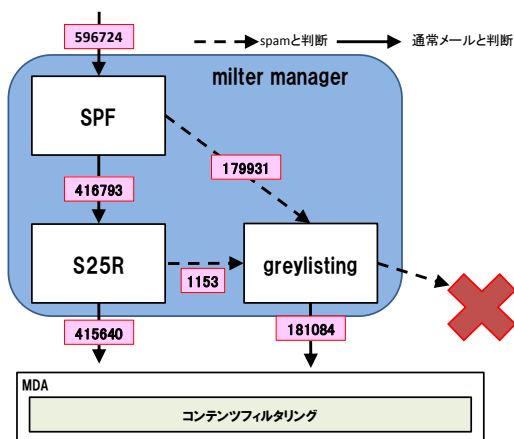 596724
spamと判断
通常メールと判断
milter manager
SPF
179931
416793
S25R
greylisting
1153
415640
181084
MDA
コンテンツフィルタリング